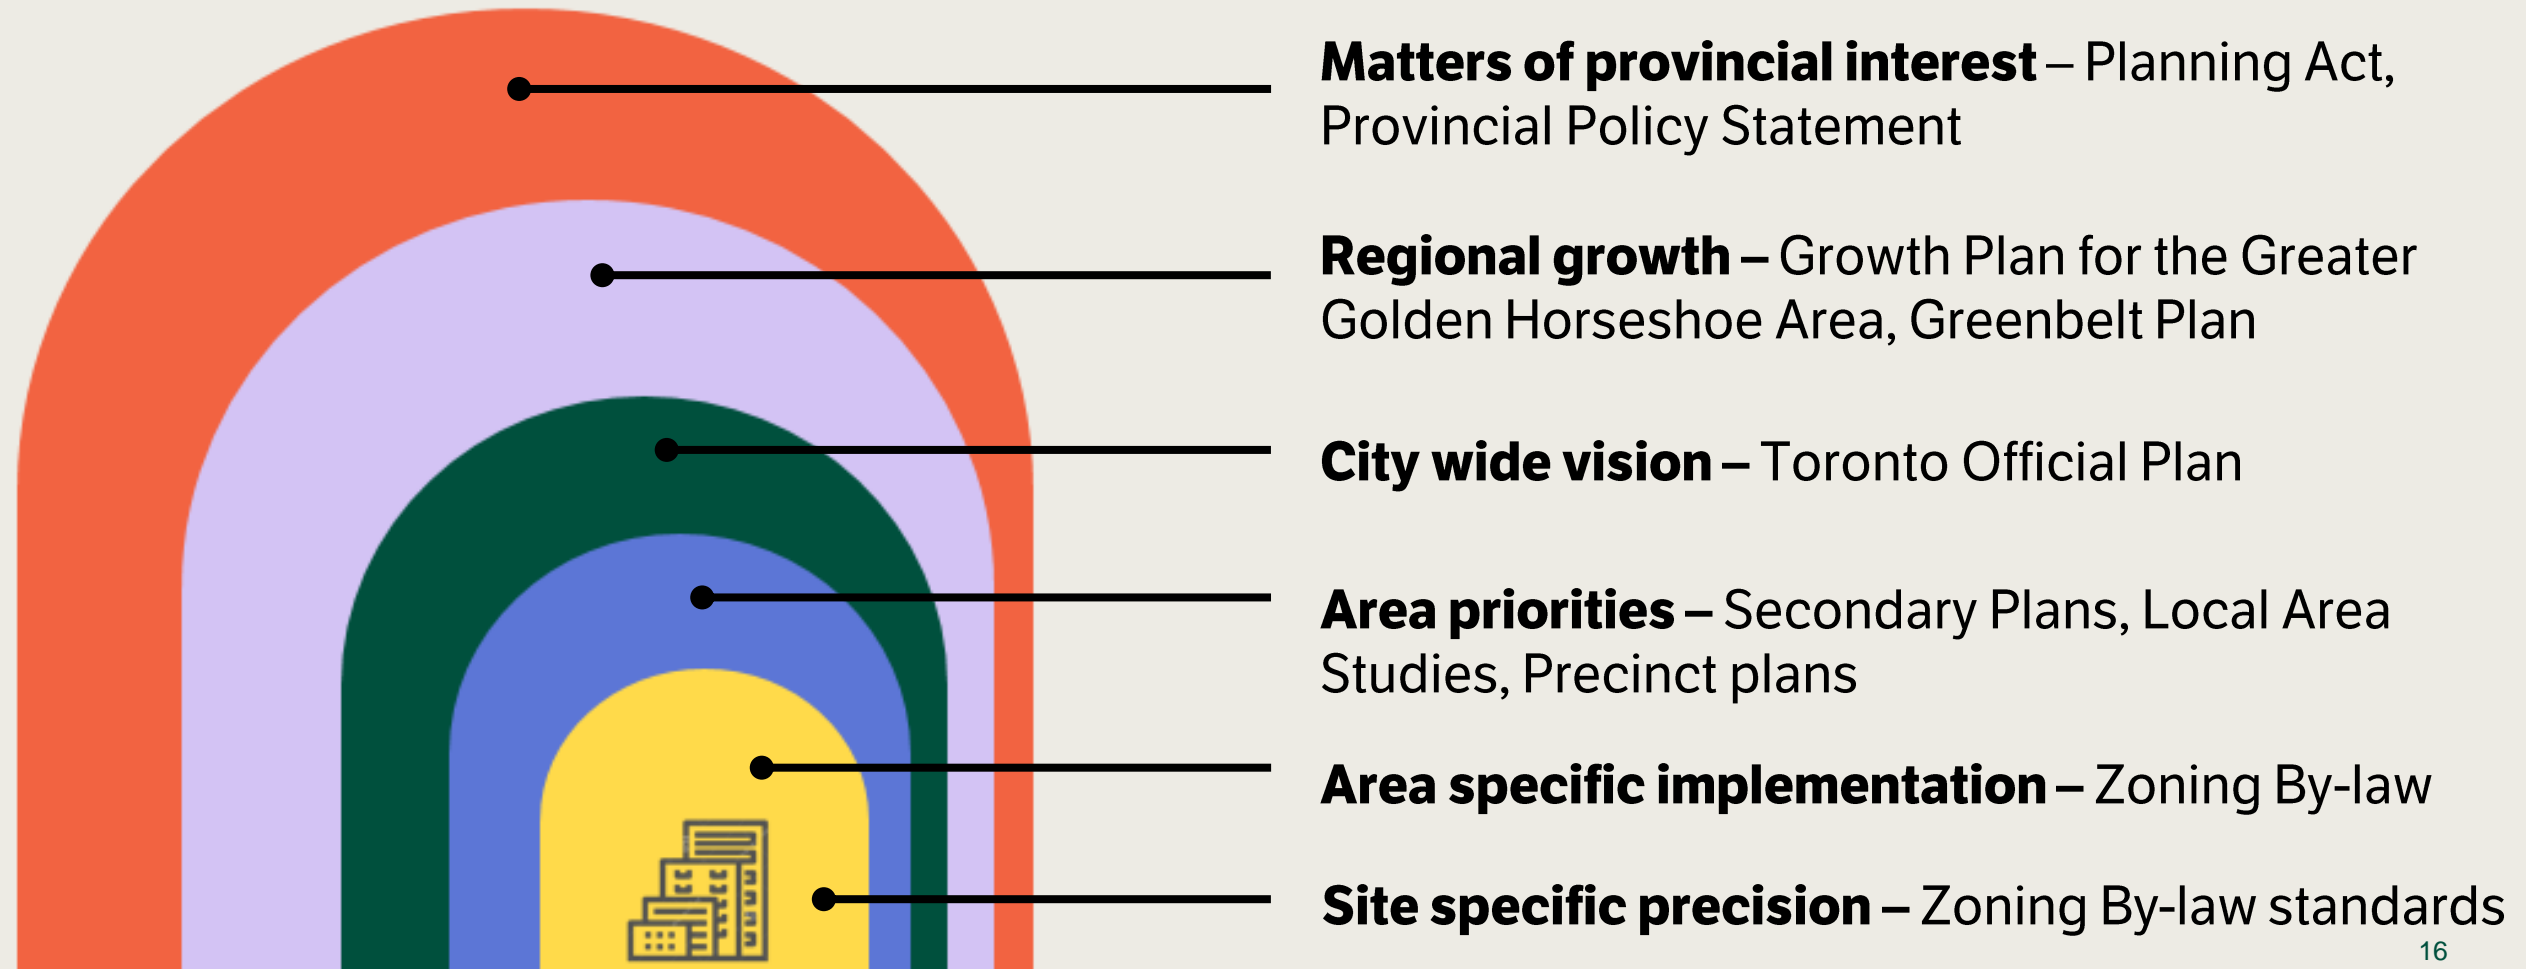 Matters of provincial interest – Planning Act,
Provincial Policy Statement
Regional growth – Growth Plan for the Greater
Golden Horseshoe Area, Greenbelt Plan
City wide vision – Toronto Official Plan
Area priorities – Secondary Plans, Local Area
Studies, Precinct plans
Area specific implementation – Zoning By-law
Site specific precision – Zoning By-law standards
16